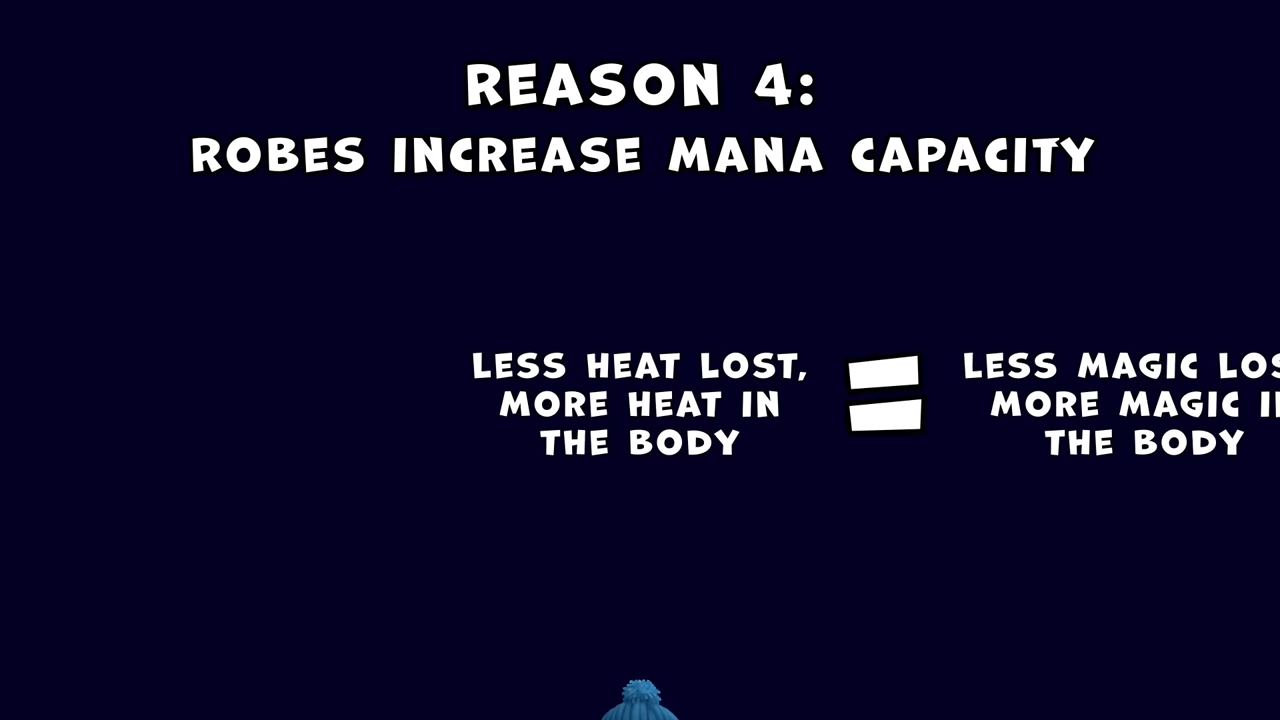 REASON 4:
ROBES INCREASE MANA CAPACITY
LESS HEAT LOST,
MORE HEAT IN
THE BODY
=
LESS MAGIC
MORE MAGIC
THE BODY